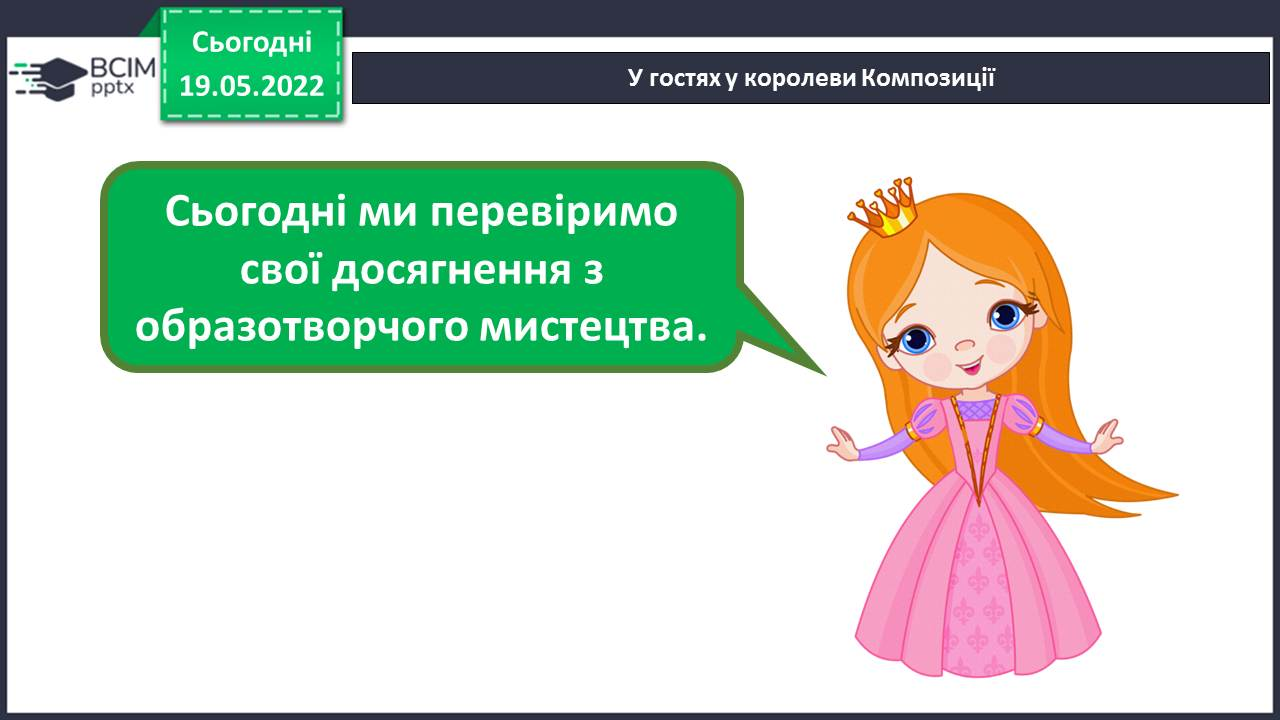 Сьогодні
19.05.2022
ВСІМ
pptx
У гостях у королеви Композиції
Сьогодні ми перевіримо
свої досягнення з
образотворчого мистецтва.